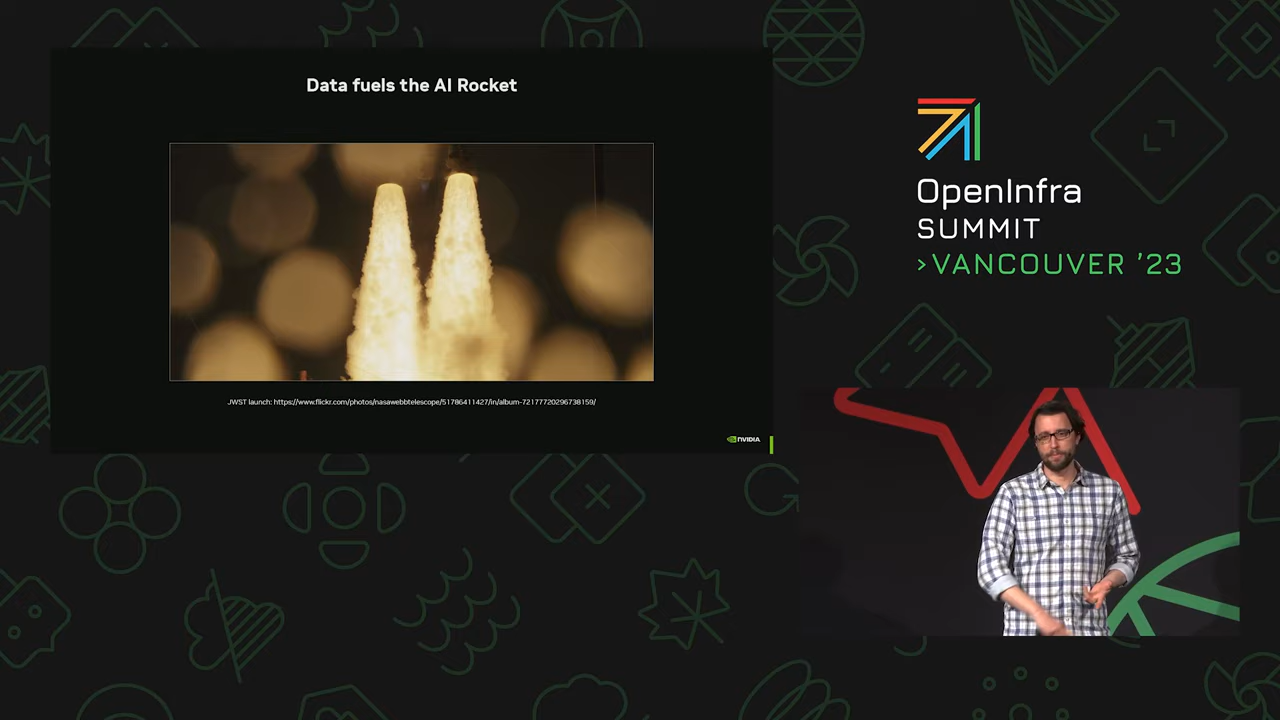 Data fuels the AI Rocket
JWST launch: https://www.flickr.com/photos/nasawebbtelescope/51786411427/in/album-72177720296738159/
NVIDIA
OpenInfra
SUMMIT
>VANCOUVER ’23